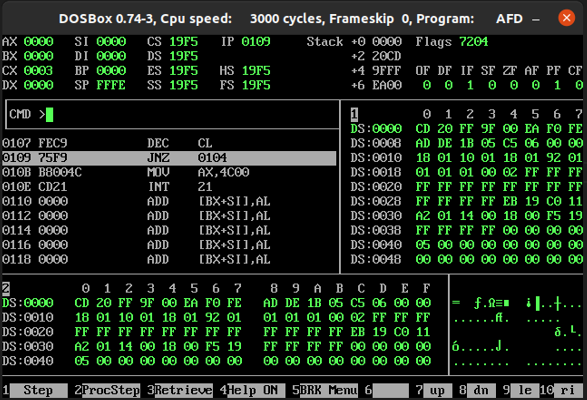 DOSBox 0.74-3, Cpu speed: 3000 cycles, Frameskip 0, Program: AFD
AX 0000 SI 0000 CS 19F5 IP 0109 Stack +0 0000 Flags 7204
BX 0000 DI 0000 DS 19F5 +2 20CD
CX 0003 BP 0000 ES 19F5 HS 19F5 +4 9FFF OF DF IF SF ZF AF PF CF
DX 0000 SP FFFE SS 19F5 FS 19F5 +6 EA00 0 0 1 0 0 0 1 0
CMD >
0107 FEC9 DEC CL
0109 75F9 JNZ 0104
010B B8004C MOV AX,4C00
010E CD21 INT 21
0110 0000 ADD [BX+SI],AL
0112 0000 ADD [BX+SI],AL
0114 0000 ADD [BX+SI],AL
0116 0000 ADD [BX+SI],AL
0118 0000 ADD [BX+SI],AL
1 0 1 2 3 4 5 6 7
DS:0000 CD 20 FF 9F 00 EA F0 FE
DS:0008 AD DE 1B 05 C5 06 00 00
DS:0010 18 01 10 01 18 01 92 01
DS:0018 01 01 01 00 02 FF FF FF
DS:0020 FF FF FF FF FF FF FF FF
DS:0028 FF FF FF FF EB 19 C0 11
DS:0030 A2 01 14 00 18 00 F5 19
DS:0038 FF FF FF FF 00 00 00 00
DS:0040 05 00 00 00 00 00 00 00
DS:0048 00 00 00 00 00 00 00 00
2 0 1 2 3 4 5 6 7 8 9 A B C D E F
DS:0000 CD 20 FF 9F 00 EA F0 FE AD DE 1B 05 C5 06 00 00
DS:0010 18 01 10 01 18 01 92 01 01 01 01 00 02 FF FF FF
DS:0020 FF FF FF FF FF FF FF FF FF FF FF FF EB 19 C0 11
DS:0030 A2 01 14 00 18 00 F5 19 FF FF FF FF 00 00 00 00
DS:0040 05 00 00 00 00 00 00 00 00 00 00 00 00 00 00 00
1 Step 2 ProcStep 3 Retrieve 4 Help ON 5 BRK Menu 6 7 up 8 dn 9 le 10 ri